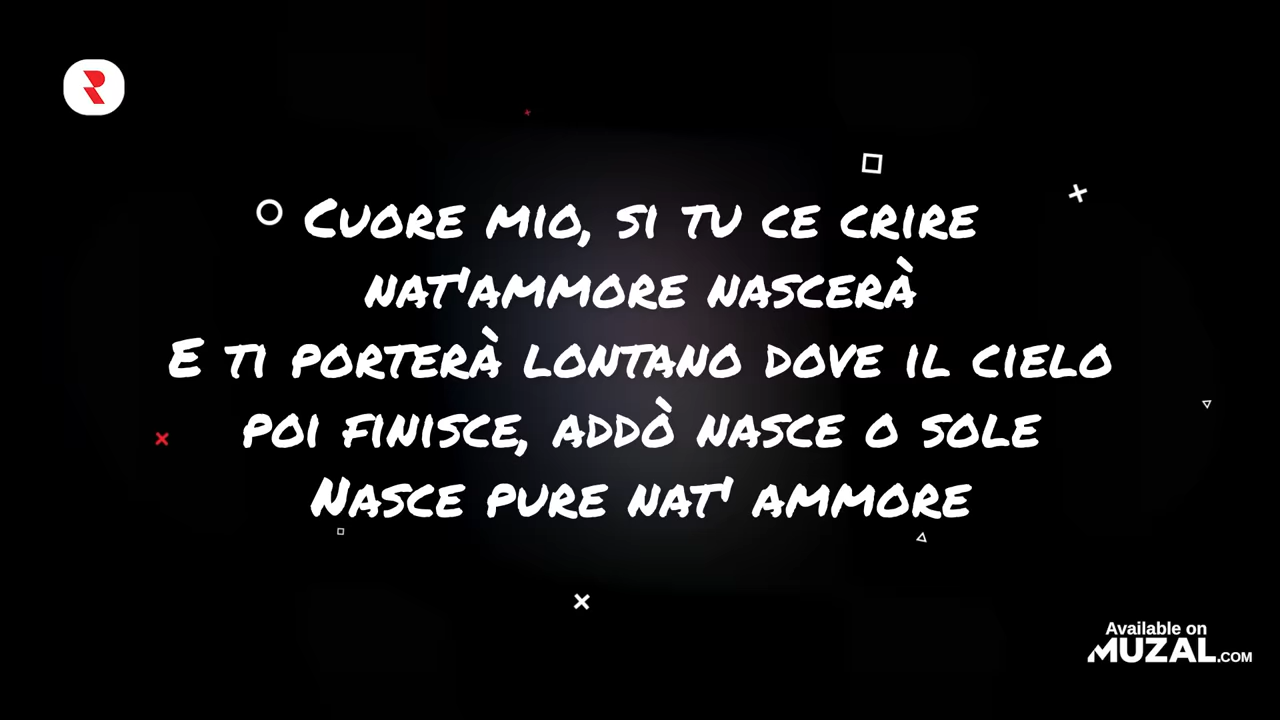 Cuore mio, si tu ce crire
nat'ammore nascerà
E ti porterà lontano dove il cielo
poi finisce, addò nasce o sole
Nasce pure nat' ammore
Available on
MUZAL.COM